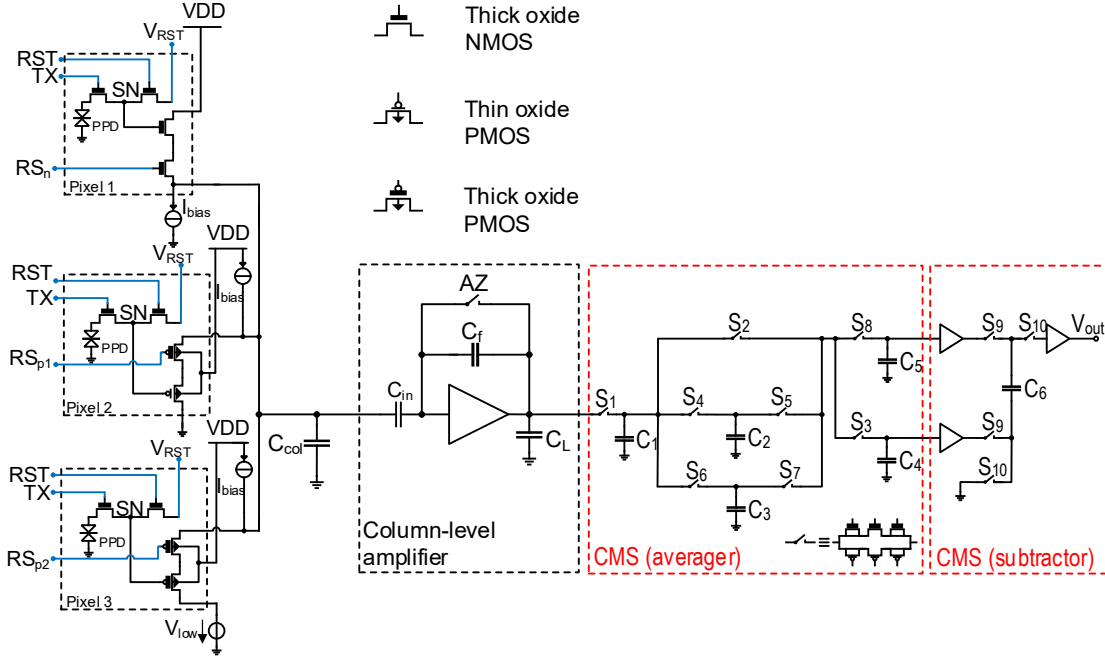 VDD
V_RST
RST
TX
SN
PPD
RS_n
Pixel 1
I_bias
VDD
V_RST
RST
TX
SN
I_bias
PPD
RS_p1
Pixel 2
VDD
V_RST
RST
TX
SN
I_bias
PPD
RS_p2
Pixel 3
V_low
Thick oxide
NMOS
Thin oxide
PMOS
Thick oxide
PMOS
C_col
AZ
C_f
C_in
C_L
Column-level
amplifier
S_1
C_1
S_2
S_4
S_5
C_2
S_6
S_7
C_3
S_8
C_5
S_3
C_4
≡
CMS (averager)
S_9
S_10
V_out
C_6
S_9
S_10
CMS (subtractor)